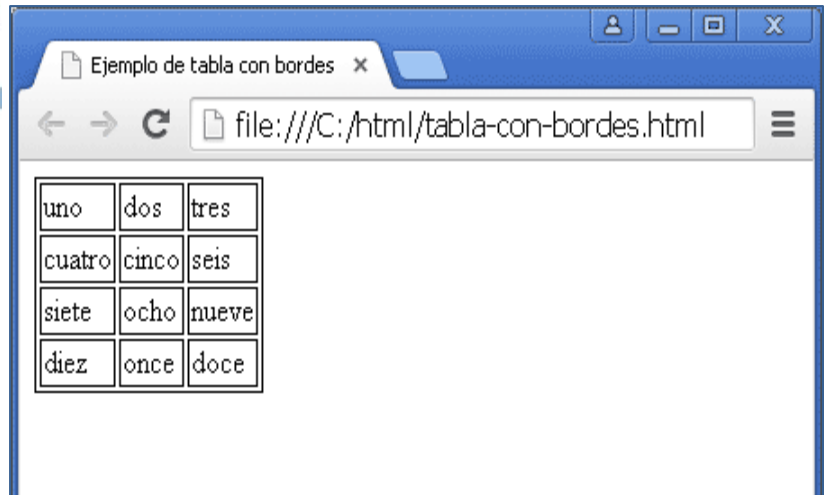 Ejemplo de tabla con bordes
file:///C:/html/tabla-con-bordes.html
uno dos tres
cuatro cinco seis
siete ocho nueve
diez once doce